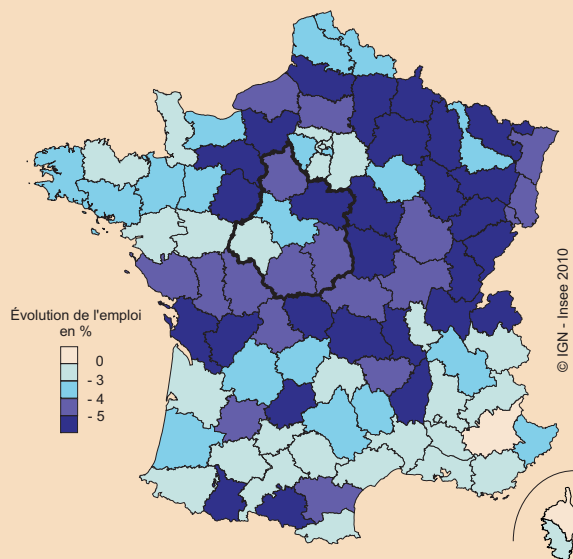 Évolution de l'emploi
en %
0
- 3
- 4
- 5
© IGN - Insee 2010